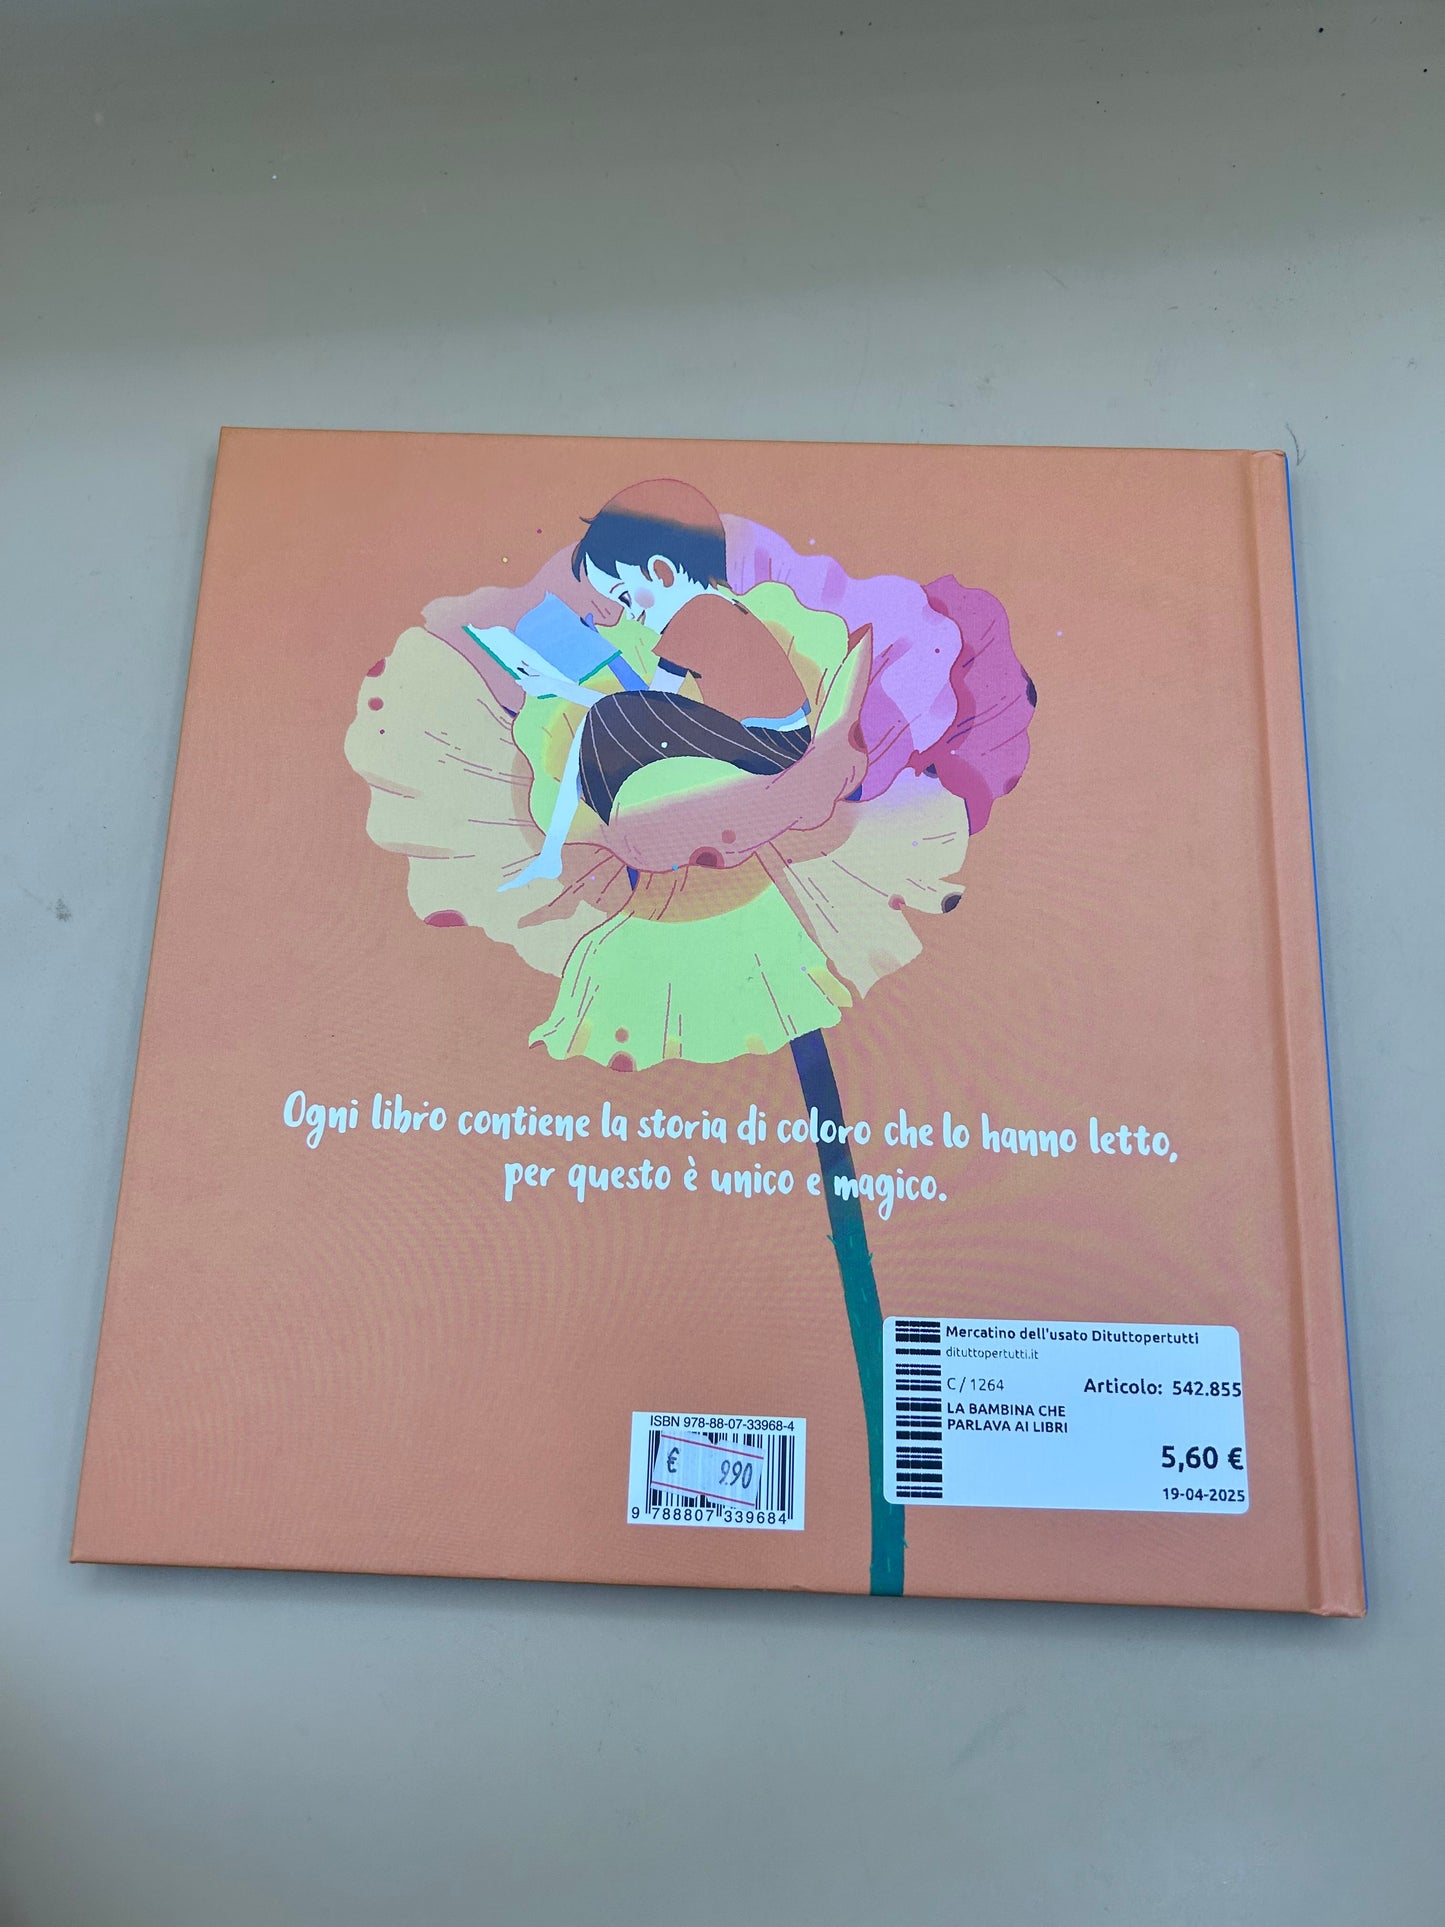 Ogni libro contiene la storia di coloro che lo hanno letto,
per questo è unico e magico.
Mercatino dell'usato Dituttopertutti
dituttopertutti.it
C / 1264 Articolo: 542.855
LA BAMBINA CHE
PARLAVA AI LIBRI
5,60 €
19-04-2025
ISBN 978-88-07-33968-4
€ 9.90
9 788807 339684